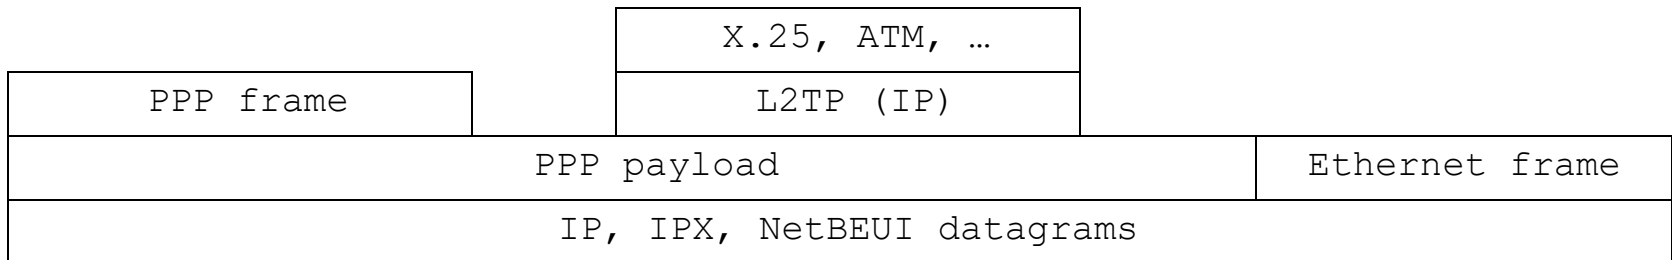 X.25, ATM, …
PPP frame
L2TP (IP)
PPP payload
Ethernet frame
IP, IPX, NetBEUI datagrams